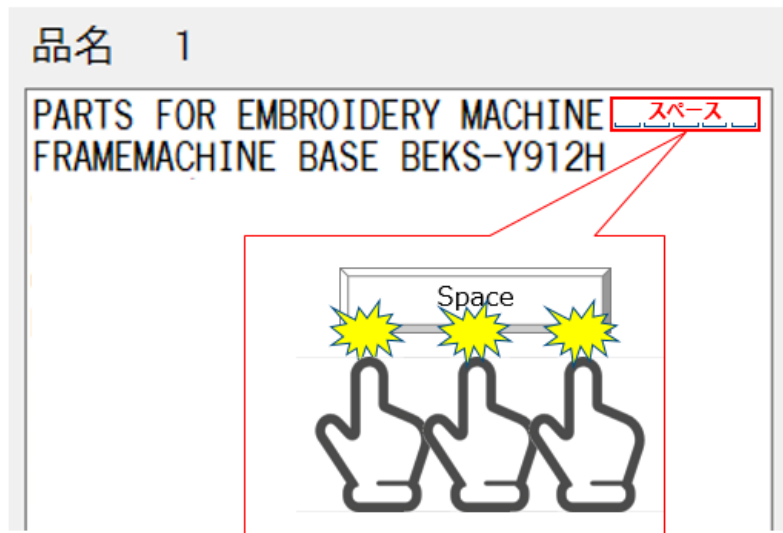 品名 1
PARTS FOR EMBROIDERY MACHINE スペース
FRAMEMACHINE BASE BEKS-Y912H
Space